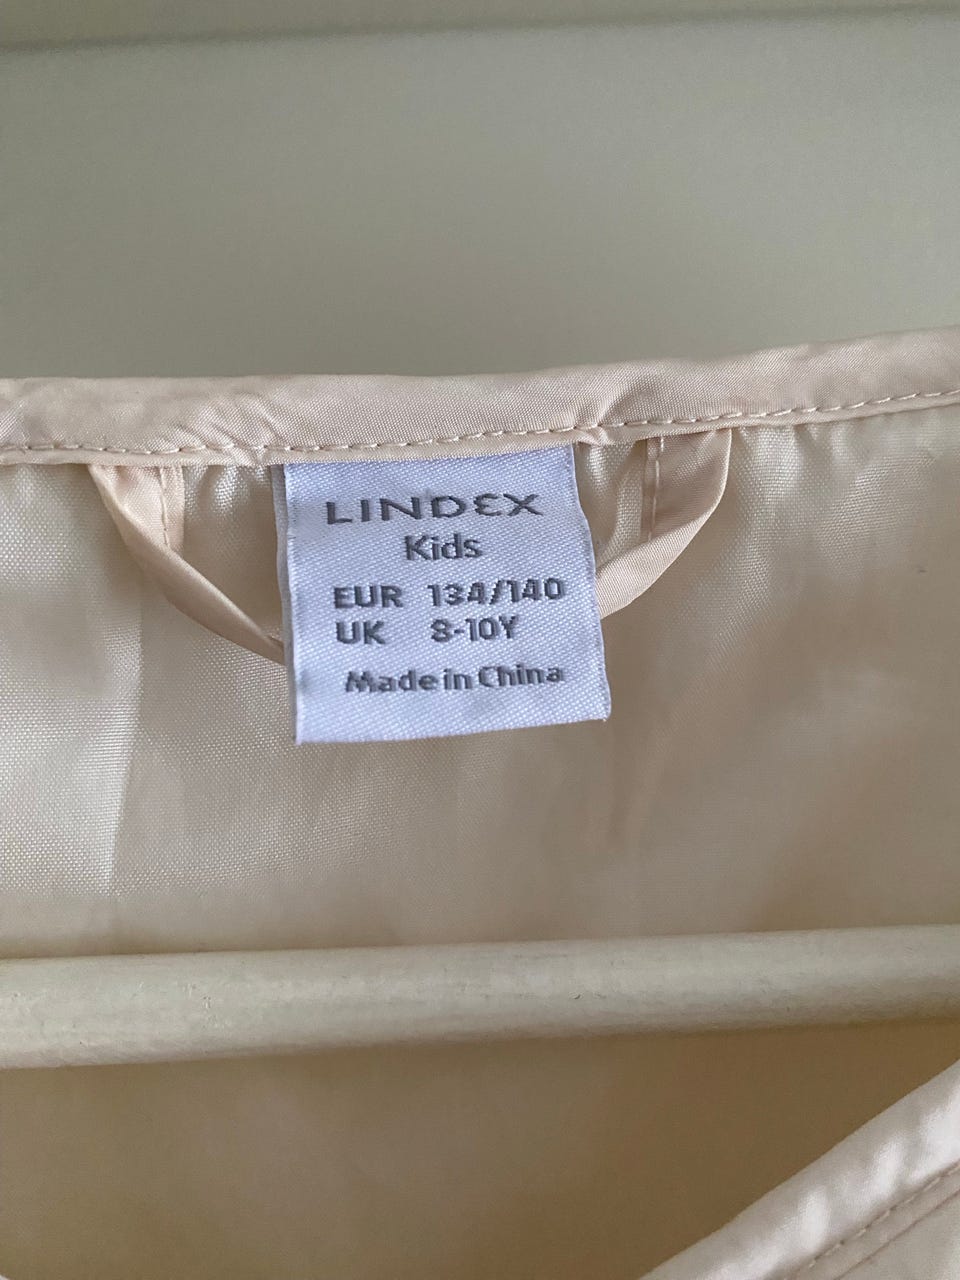 LINDEX
Kids
EUR 134/140
UK 8-10Y
Made in China